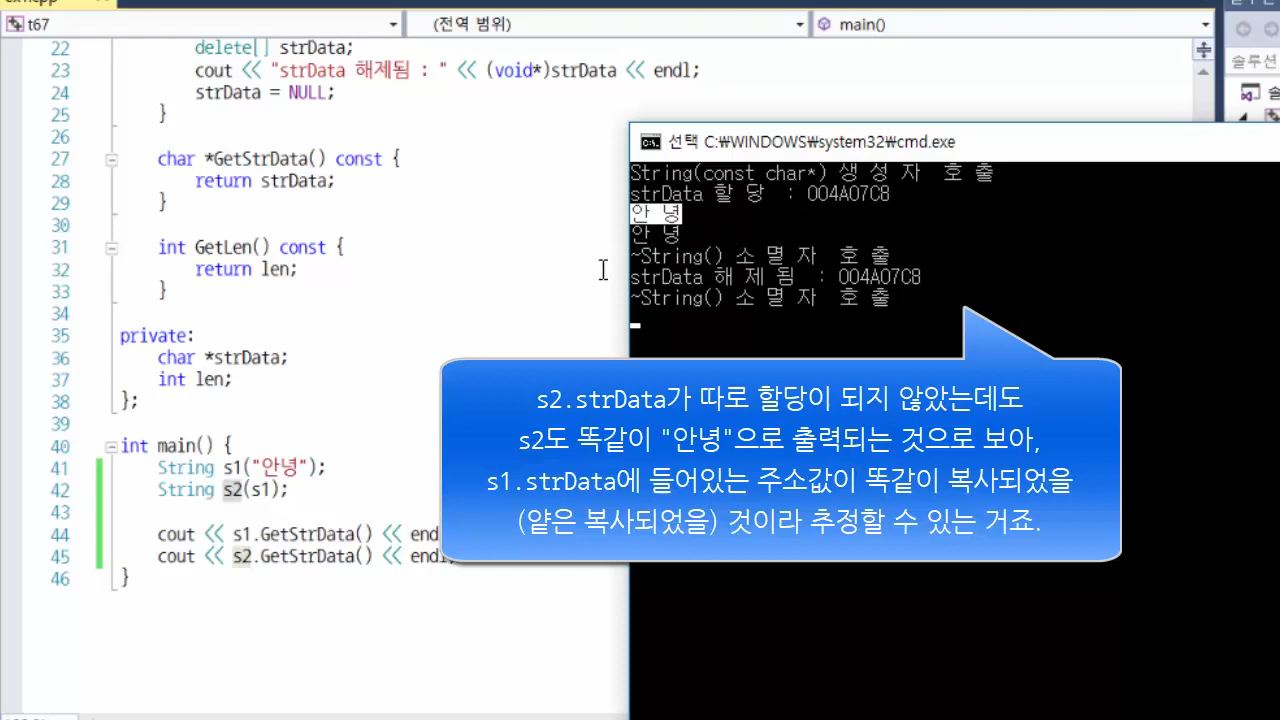 t67
(전역 범위)
main()
22 delete[] strData;
23 cout << "strData 해제됨 : " << (void*)strData << endl;
24 strData = NULL;
25 }
26
27 char *GetStrData() const {
28 return strData;
29 }
30
31 int GetLen() const {
32 return len;
33 }
34
35 private:
36 char *strData;
37 int len;
38 };
39
40 int main() {
41 String s1("안녕");
42 String s2(s1);
43
44 cout << s1.GetStrData() << end
45 cout << s2.GetStrData() << endl;
46 }
솔루션
솔
선택 C:₩WINDOWS₩system32₩cmd.exe
String(const char*) 생성자 호출
strData 할당 : 004A07C8
안녕
안녕
~String() 소멸자 호출
strData 해제됨 : 004A07C8
~String() 소멸자 호출
s2.strData가 따로 할당이 되지 않았는데도
s2도 똑같이 "안녕"으로 출력되는 것으로 보아,
s1.strData에 들어있는 주소값이 똑같이 복사되었을
(얕은 복사되었을) 것이라 추정할 수 있는 거죠.